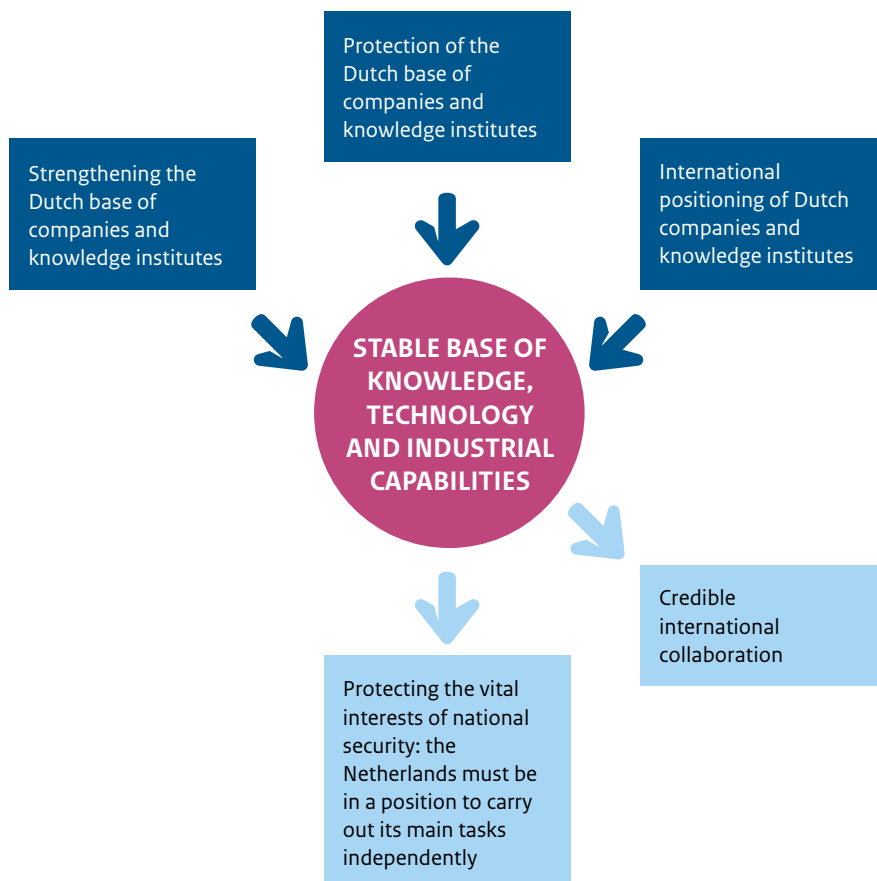 Protection of the
Dutch base of
companies and
knowledge institutes
Strengthening the
Dutch base of
companies and
knowledge institutes
International
positioning of Dutch
companies and
knowledge institutes
STABLE BASE OF
KNOWLEDGE,
TECHNOLOGY
AND INDUSTRIAL
CAPABILITIES
Credible
international
collaboration
Protecting the vital
interests of national
security: the
Netherlands must be
in a position to carry
out its main tasks
independently